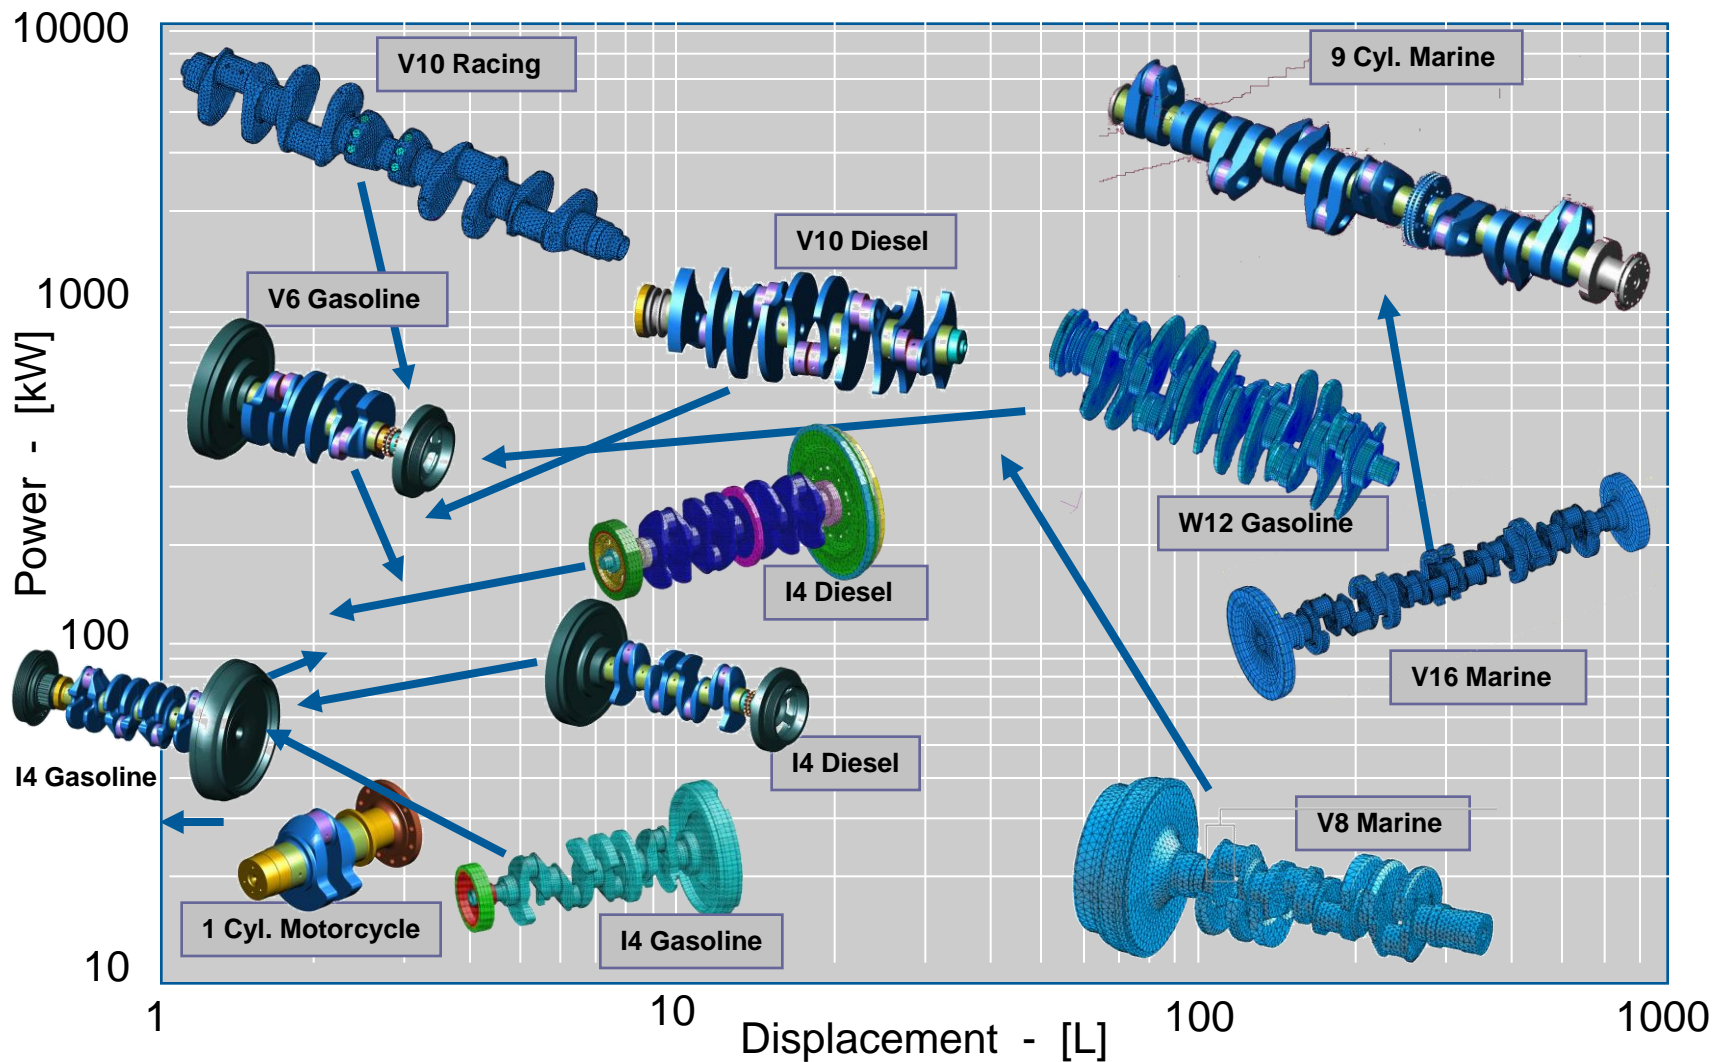 10000
V10 Racing
9 Cyl. Marine
V10 Diesel
V6 Gasoline
1000
Power - [kW]
W12 Gasoline
I4 Diesel
100
V16 Marine
I4 Diesel
I4 Gasoline
V8 Marine
1 Cyl. Motorcycle
I4 Gasoline
10
1
10
100
1000
Displacement - [L]